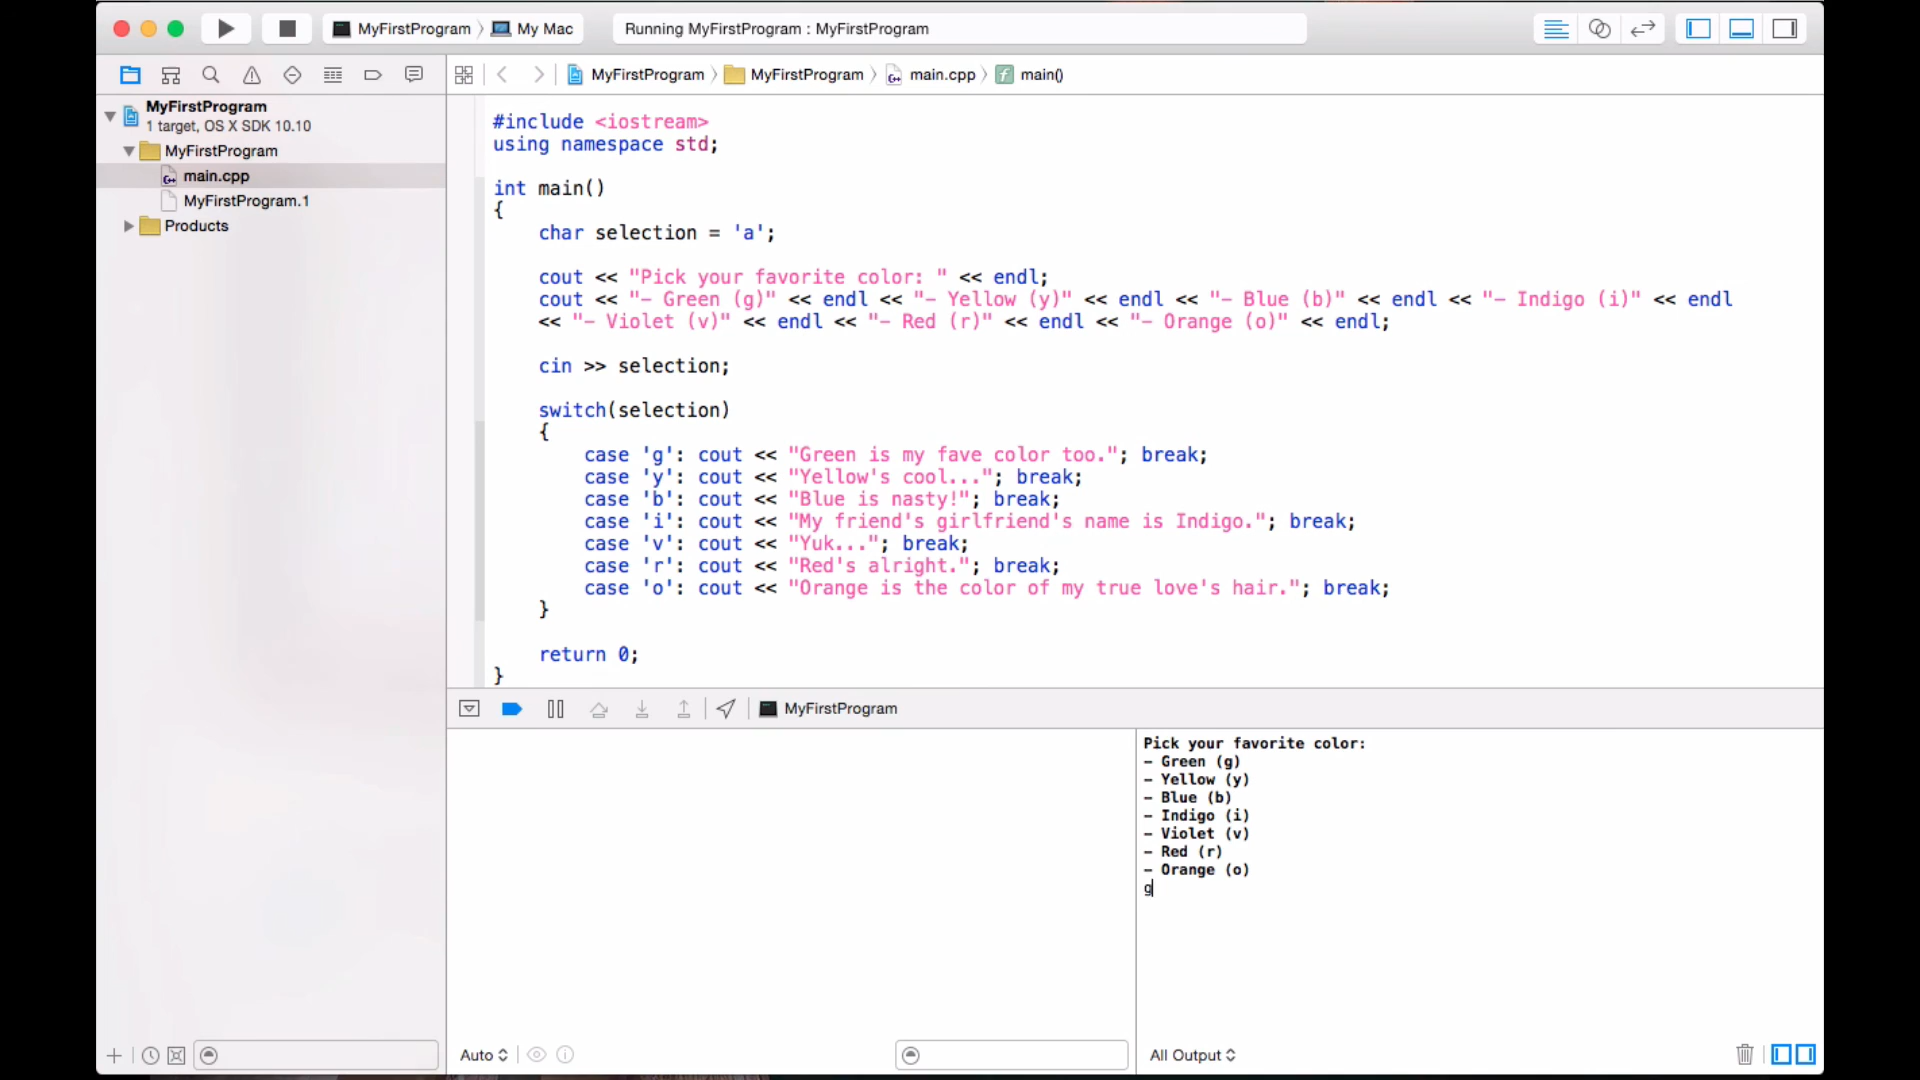 MyFirstProgram 〉 My Mac
Running MyFirstProgram : MyFirstProgram
MyFirstProgram 〉 MyFirstProgram 〉 main.cpp 〉 main()
MyFirstProgram
1 target, OS X SDK 10.10
MyFirstProgram
main.cpp
MyFirstProgram.1
Products
#include <iostream>
using namespace std;
int main()
{
char selection = 'a';
cout << "Pick your favorite color: " << endl;
cout << "- Green (g)" << endl << "- Yellow (y)" << endl << "- Blue (b)" << endl << "- Indigo (i)" << endl
<< "- Violet (v)" << endl << "- Red (r)" << endl << "- Orange (o)" << endl;
cin >> selection;
switch(selection)
{
case 'g': cout << "Green is my fave color too."; break;
case 'y': cout << "Yellow's cool..."; break;
case 'b': cout << "Blue is nasty!"; break;
case 'i': cout << "My friend's girlfriend's name is Indigo."; break;
case 'v': cout << "Yuk..."; break;
case 'r': cout << "Red's alright."; break;
case 'o': cout << "Orange is the color of my true love's hair."; break;
}
return 0;
}
MyFirstProgram
Pick your favorite color:
- Green (g)
- Yellow (y)
- Blue (b)
- Indigo (i)
- Violet (v)
- Red (r)
- Orange (o)
g
Auto
All Output